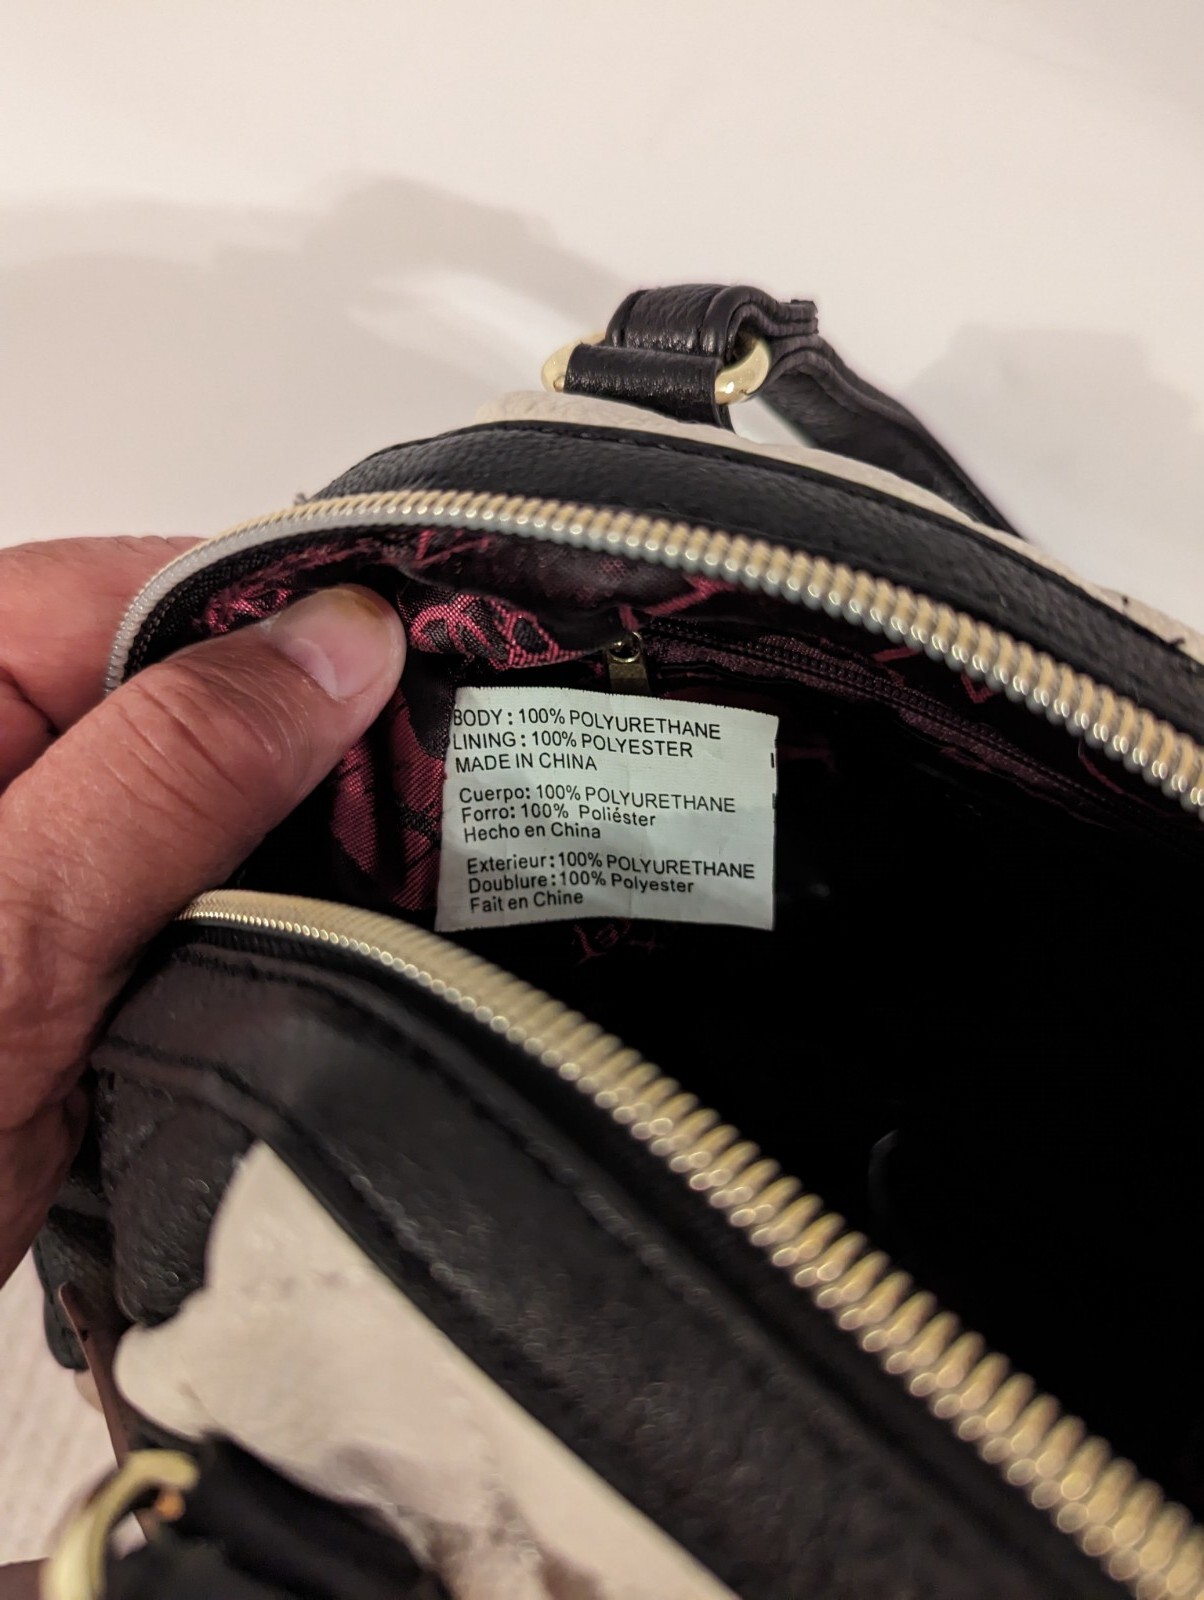 BODY: 100% POLYURETHANE
LINING: 100% POLYESTER
MADE IN CHINA
Cuerpo: 100% POLYURETHANE
Forro: 100% Poliéster
Hecho en China
Exterieur: 100% POLYURETHANE
Doublure: 100% Polyester
Fait en Chine